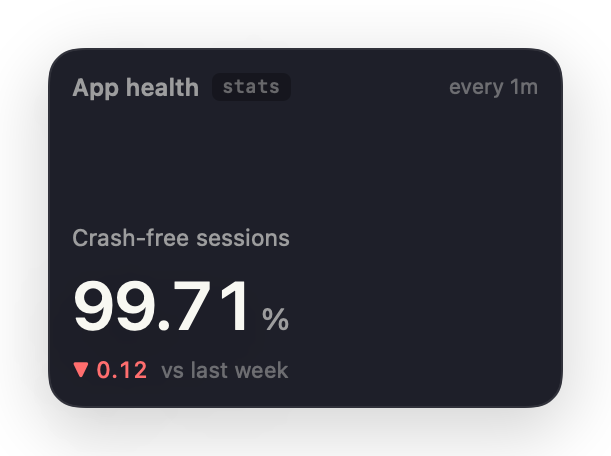 App health stats every 1m
Crash-free sessions
99.71 %
▼ 0.12 vs last week